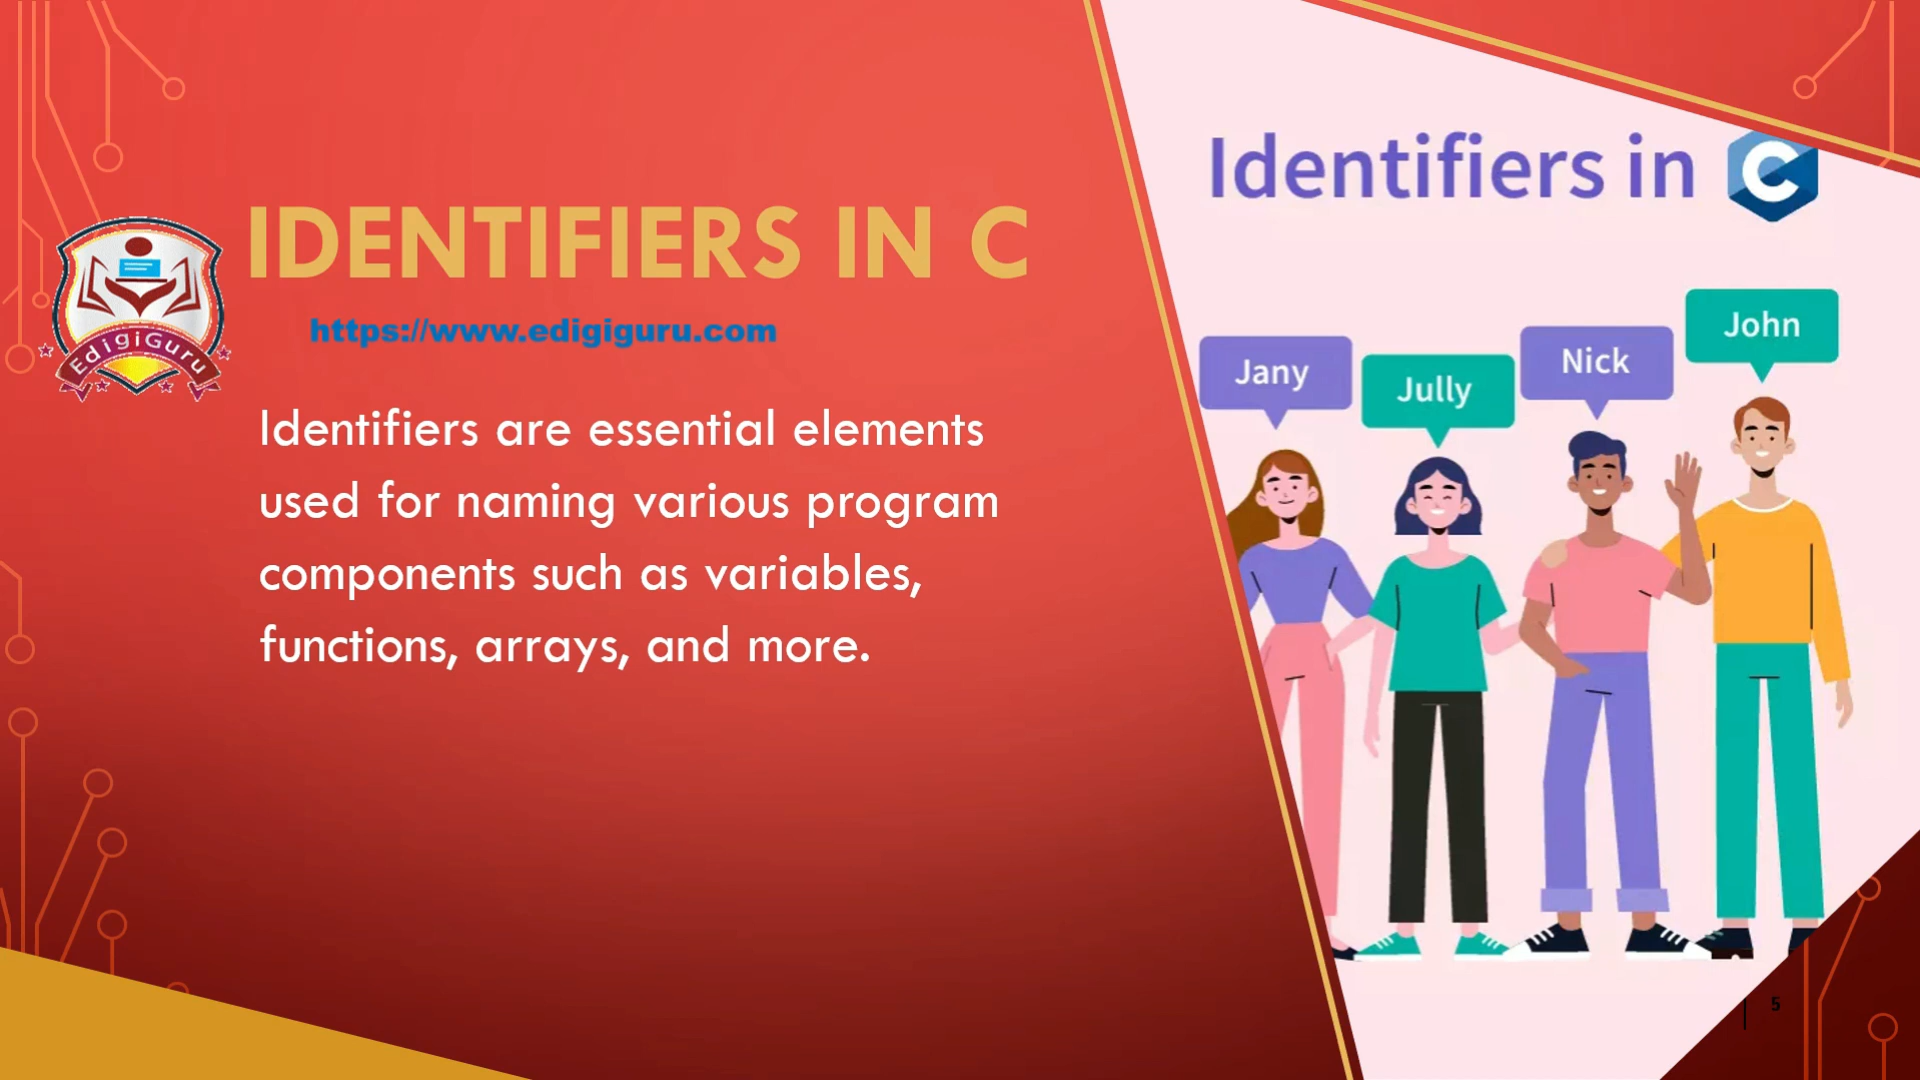 IDENTIFIERS IN C
https://www.edigiguru.com
EdigiGuru
Identifiers are essential elements
used for naming various program
components such as variables,
functions, arrays, and more.
Identifiers in C
Jany
Jully
Nick
John
5